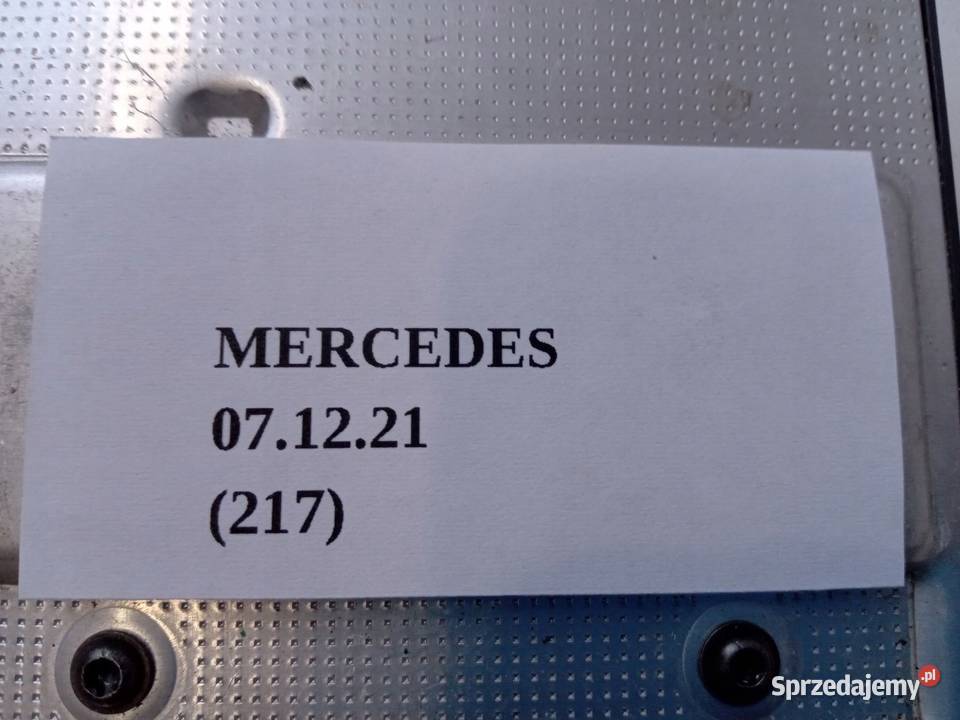 MERCEDES
07.12.21
(217)
Sprzedajemy.pl